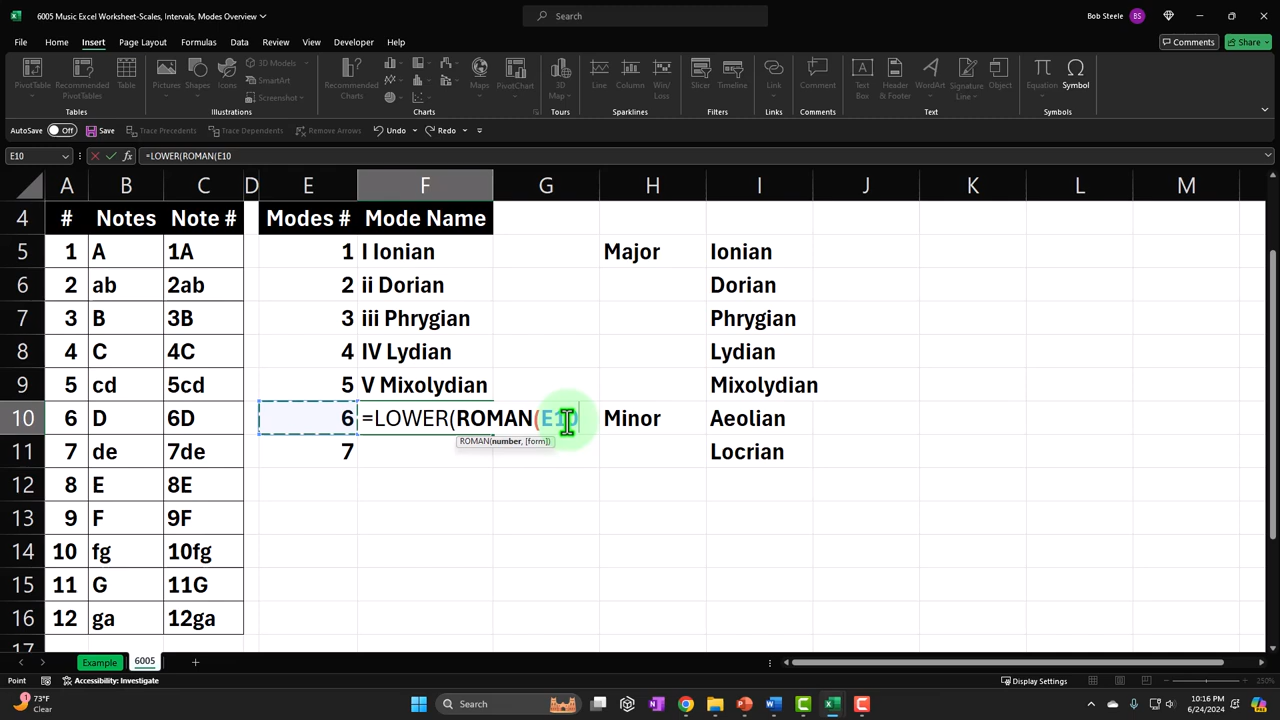 6005 Music Excel Worksheet-Scales, Intervals, Modes Overview
Search
Bob Steele BS
File Home Insert Page Layout Formulas Data Review View Developer Help
Comments Share
PivotTable Recommended PivotTables Table
Pictures Shapes Icons 3D Models SmartArt Screenshot
Recommended Charts Maps PivotChart
3D Map
Line Column Win/Loss
Slicer Timeline
Link
Comment
Text Box Header & Footer WordArt Signature Line Object
Equation Symbol
Tables Illustrations Charts Tours Sparklines Filters Links Comments Text Symbols
AutoSave Off Save Trace Precedents Trace Dependents Remove Arrows Undo Redo
E10 =LOWER(ROMAN(E10
A B C D E F G H I J K L M
4 # Notes Note # Modes # Mode Name
5 1 A 1A 1 I Ionian Major Ionian
6 2 ab 2ab 2 ii Dorian Dorian
7 3 B 3B 3 iii Phrygian Phrygian
8 4 C 4C 4 IV Lydian Lydian
9 5 cd 5cd 5 V Mixolydian Mixolydian
10 6 D 6D 6 =LOWER(ROMAN(E10 Minor Aeolian
ROMAN(number, [form])
11 7 de 7de 7 Locrian
12 8 E 8E
13 9 F 9F
14 10 fg 10fg
15 11 G 11G
16 12 ga 12ga
17
Example 6005
Point Accessibility: Investigate Display Settings 250%
73°F
Clear
Search
10:16 PM
6/24/2024